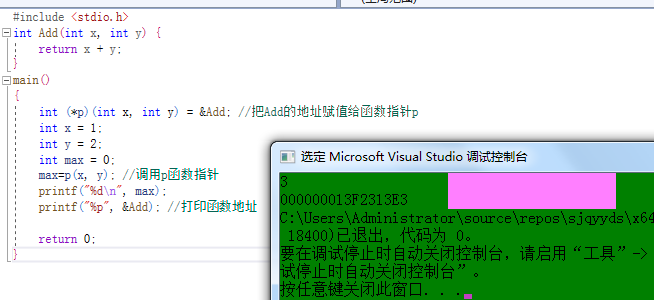 #include <stdio.h>
int Add(int x, int y) {
return x + y;
}
main()
{
int (*p)(int x, int y) = &Add; //把Add的地址赋值给函数指针p
int x = 1;
int y = 2;
int max = 0;
max=p(x, y); //调用p函数指针
printf("%d\n", max);
printf("%p", &Add); //打印函数地址
return 0;
}
选定 Microsoft Visual Studio 调试控制台
3
000000013F2313E3
C:\Users\Administrator\source\repos\sjqyyds\x64
18400)已退出，代码为 0。
要在调试停止时自动关闭控制台，请启用“工具”->
试停止时自动关闭控制台”。
按任意键关闭此窗口. . .